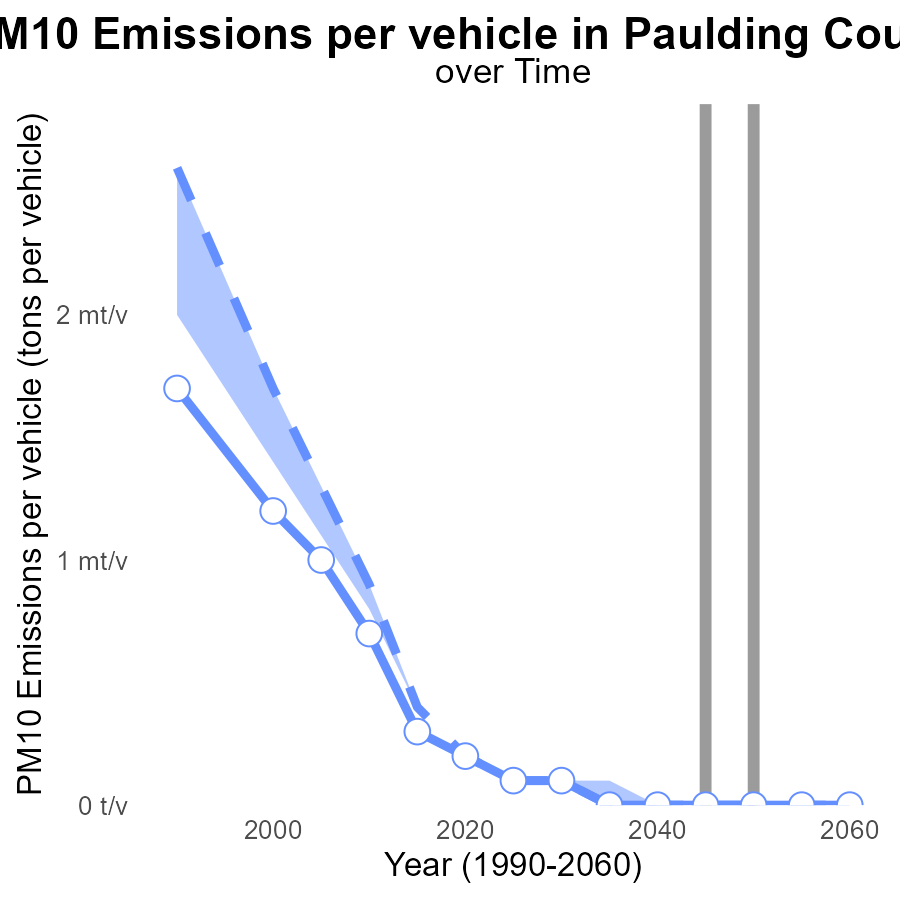 M10 Emissions per vehicle in Paulding Cou
over Time
PM10 Emissions per vehicle (tons per vehicle)
2 mt/v
1 mt/v
0 t/v
2000 2020 2040 2060
Year (1990-2060)